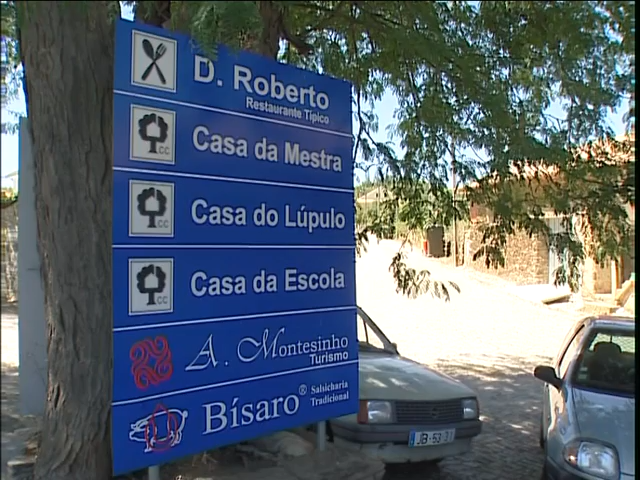 D. Roberto
Restaurante Típico
CC
Casa da Mestra
CC
Casa do Lúpulo
CC
Casa da Escola
A. Montesinho
Turismo
Bísaro® Salsicharia
Tradicional